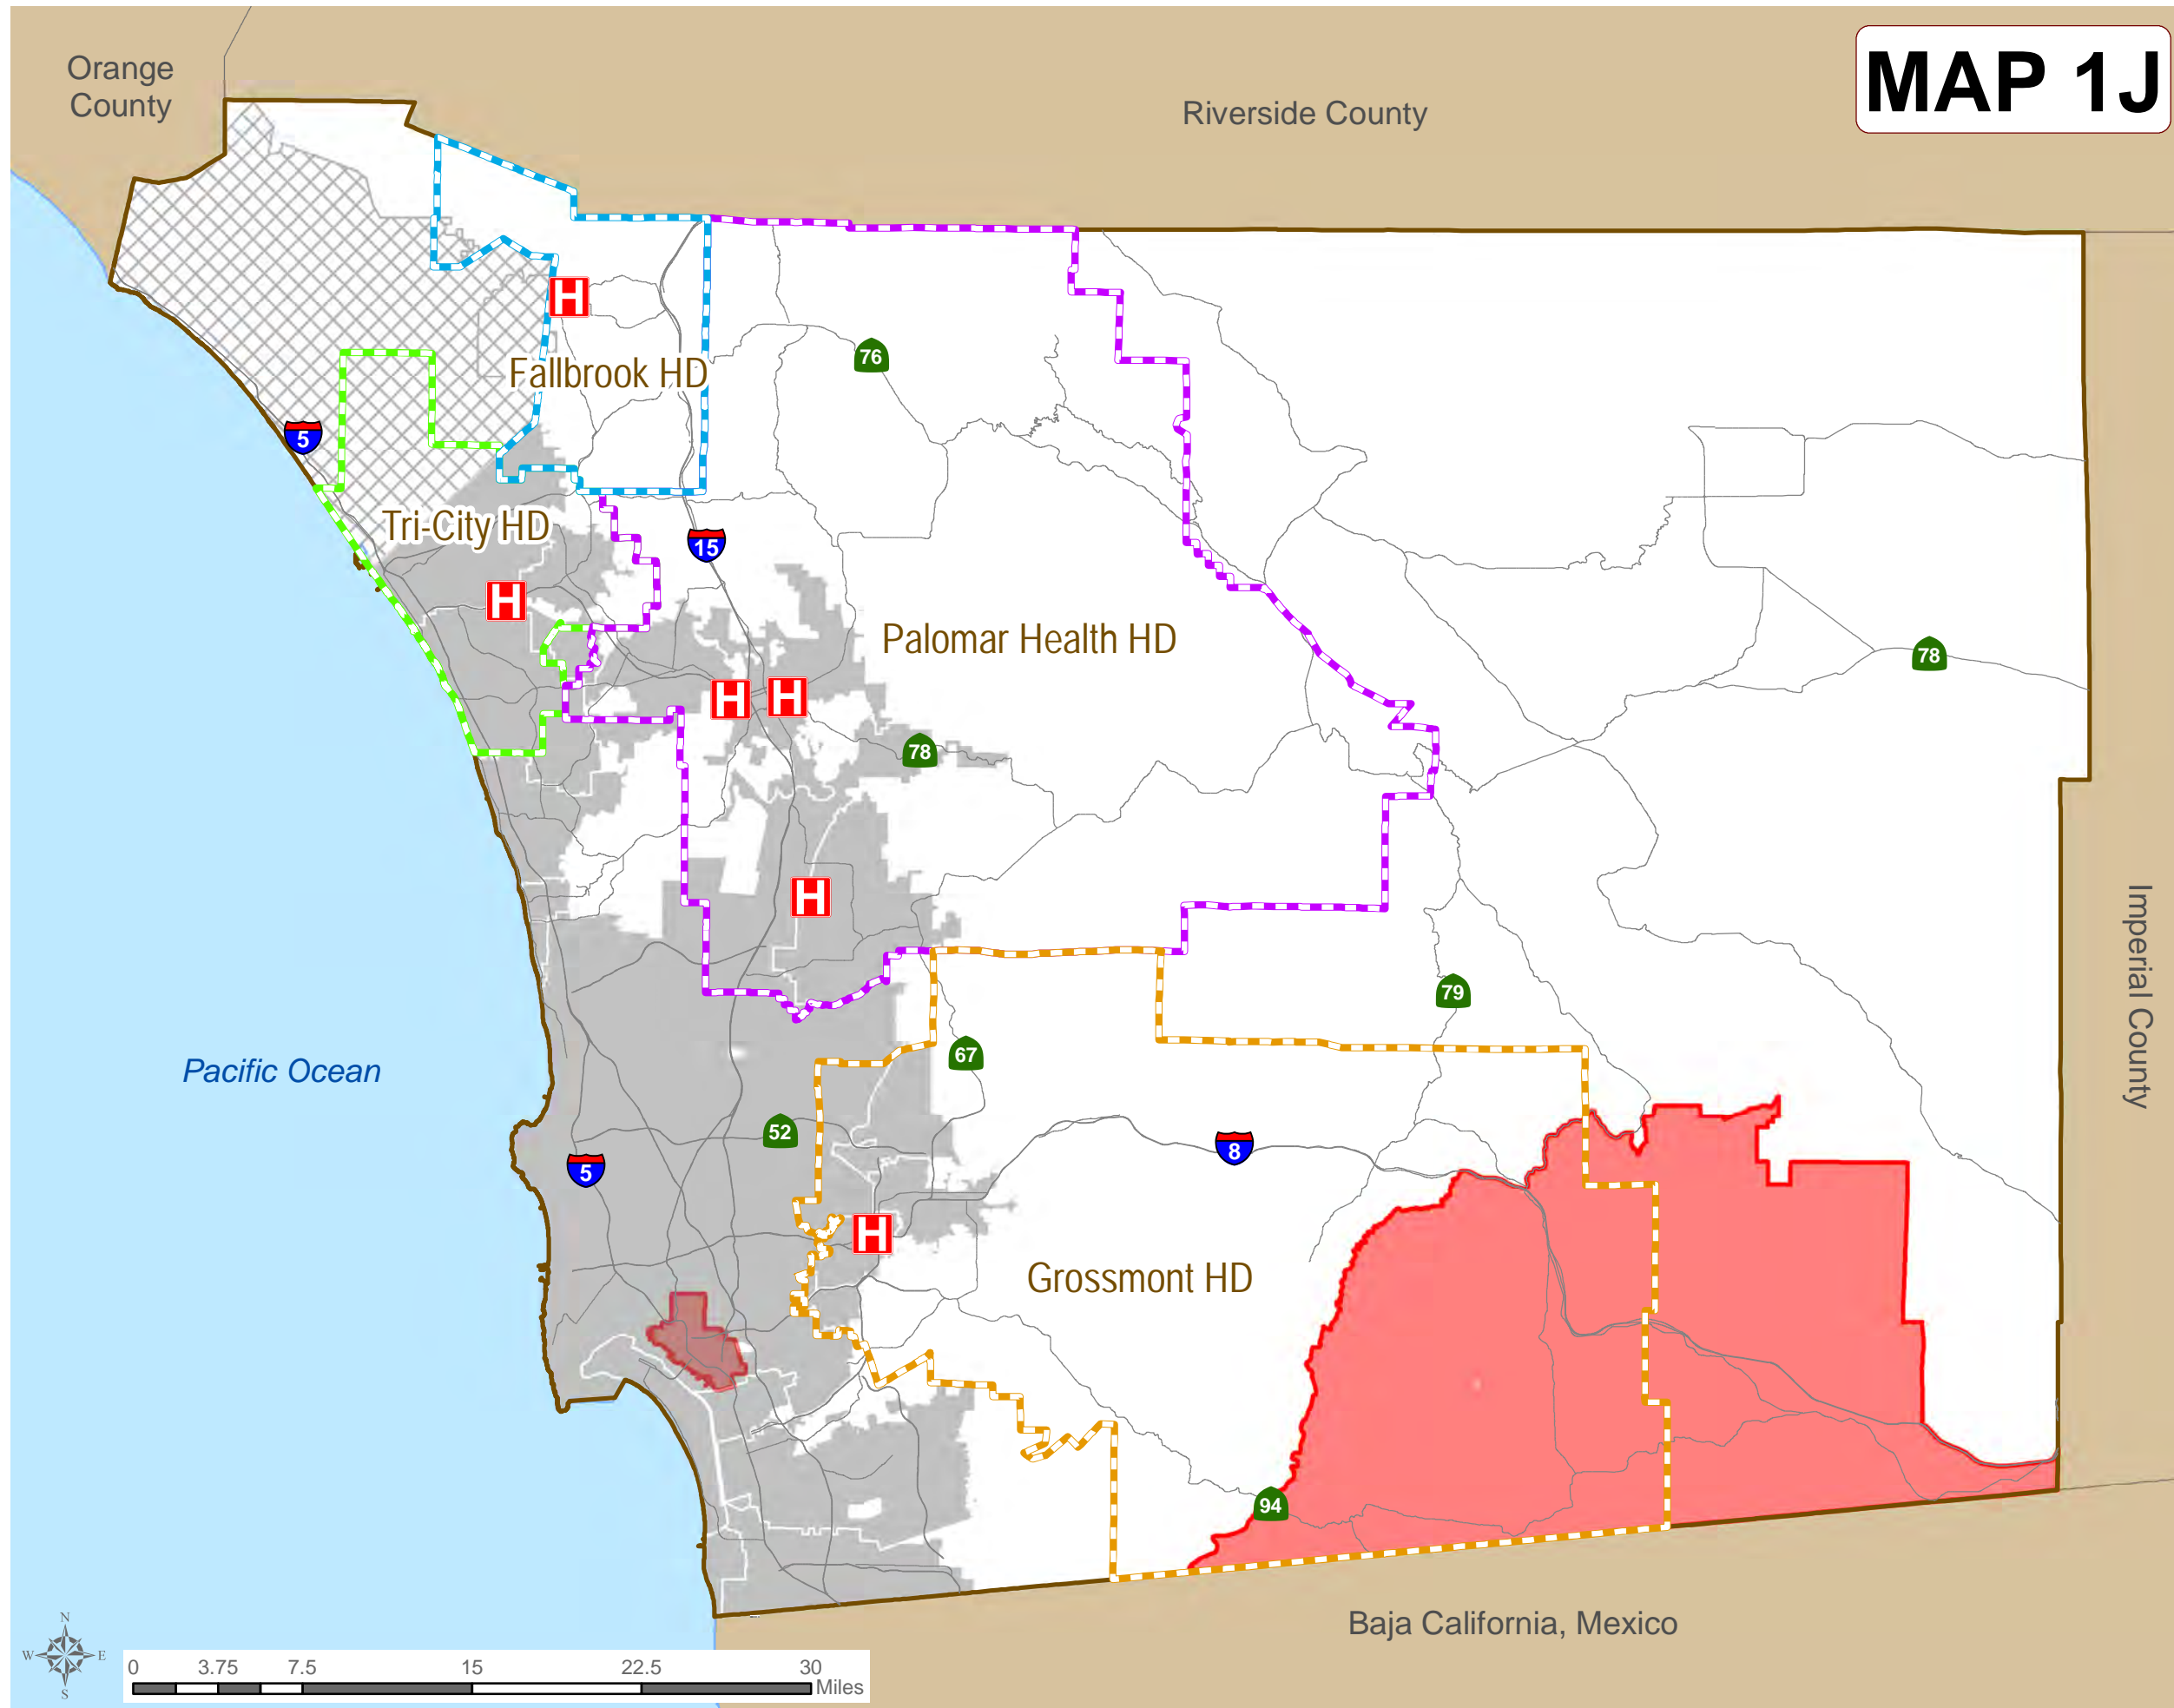 MAP 1J
Orange
County
Riverside County
H
76
Fallbrook HD
5
Tri-City HD
15
H
Palomar Health HD
78
H
H
78
H
Imperial County
79
67
Pacific Ocean
52
8
5
H
Grossmont HD
94
Baja California, Mexico
N
W
E
S
0 3.75 7.5 15 22.5 30
Miles